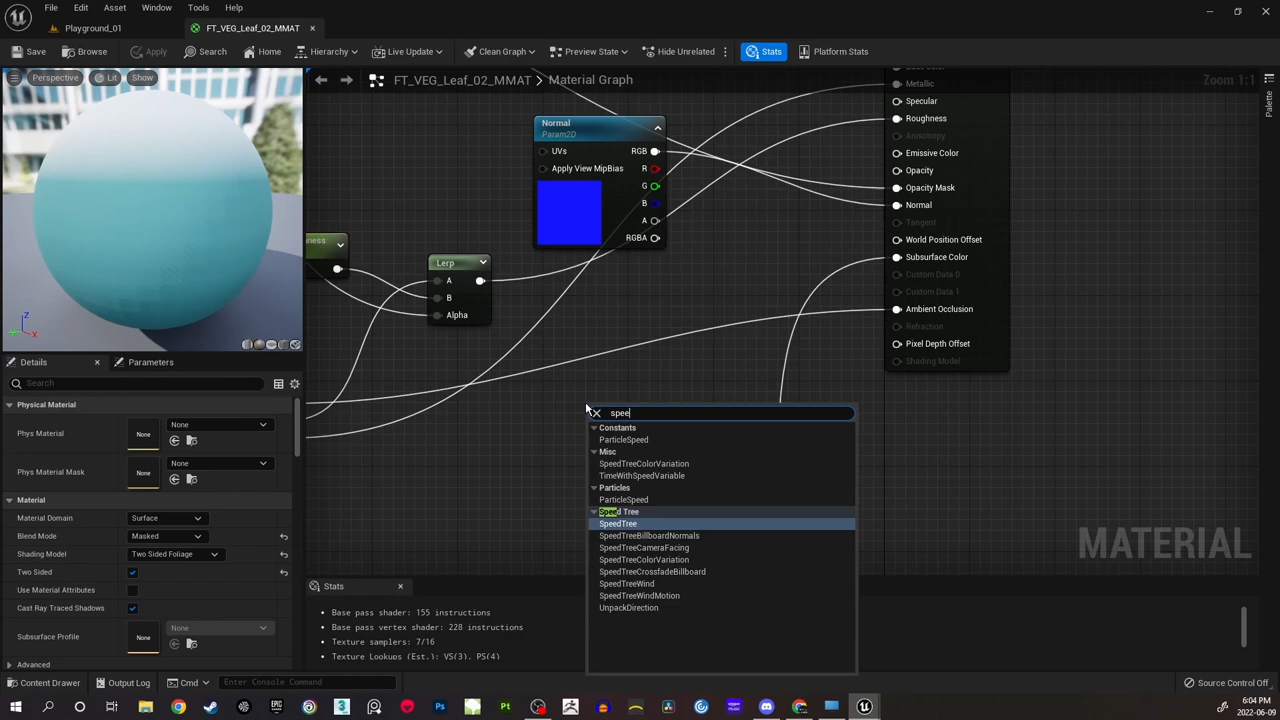 File Edit Asset Window Tools Help
Playground_01
FT_VEG_Leaf_02_MMAT
Save Browse Apply Search Home Hierarchy Live Update Clean Graph Preview State Hide Unrelated Stats Platform Stats
Perspective Lit Show
FT_VEG_Leaf_02_MMAT > Material Graph
Zoom 1:1
Palette
Metallic
Specular
Roughness
Anisotropy
Emissive Color
Opacity
Opacity Mask
Normal
Tangent
World Position Offset
Subsurface Color
Custom Data 0
Custom Data 1
Ambient Occlusion
Refraction
Pixel Depth Offset
Shading Model
Normal
Param2D
UVs RGB
Apply View MipBias R
G
B
A
RGBA
Lerp
A
B
Alpha
Z
X
Details Parameters
Search
Physical Material
Phys Material None None
Phys Material Mask None None
Material
Material Domain Surface
Blend Mode Masked
Shading Model Two Sided Foliage
Two Sided
Use Material Attributes
Cast Ray Traced Shadows
Subsurface Profile None None
Advanced
spee
Constants
ParticleSpeed
Misc
SpeedTreeColorVariation
TimeWithSpeedVariable
Particles
ParticleSpeed
Speed Tree
SpeedTree
SpeedTreeBillboardNormals
SpeedTreeCameraFacing
SpeedTreeColorVariation
SpeedTreeCrossfadeBillboard
SpeedTreeWind
SpeedTreeWindMotion
UnpackDirection
MATERIAL
Stats
Base pass shader: 155 instructions
Base pass vertex shader: 228 instructions
Texture samplers: 7/16
Texture Lookups (Est.): VS(3), PS(4)
Content Drawer Output Log Cmd Enter Console Command Source Control Off
6:04 PM
2022-06-09